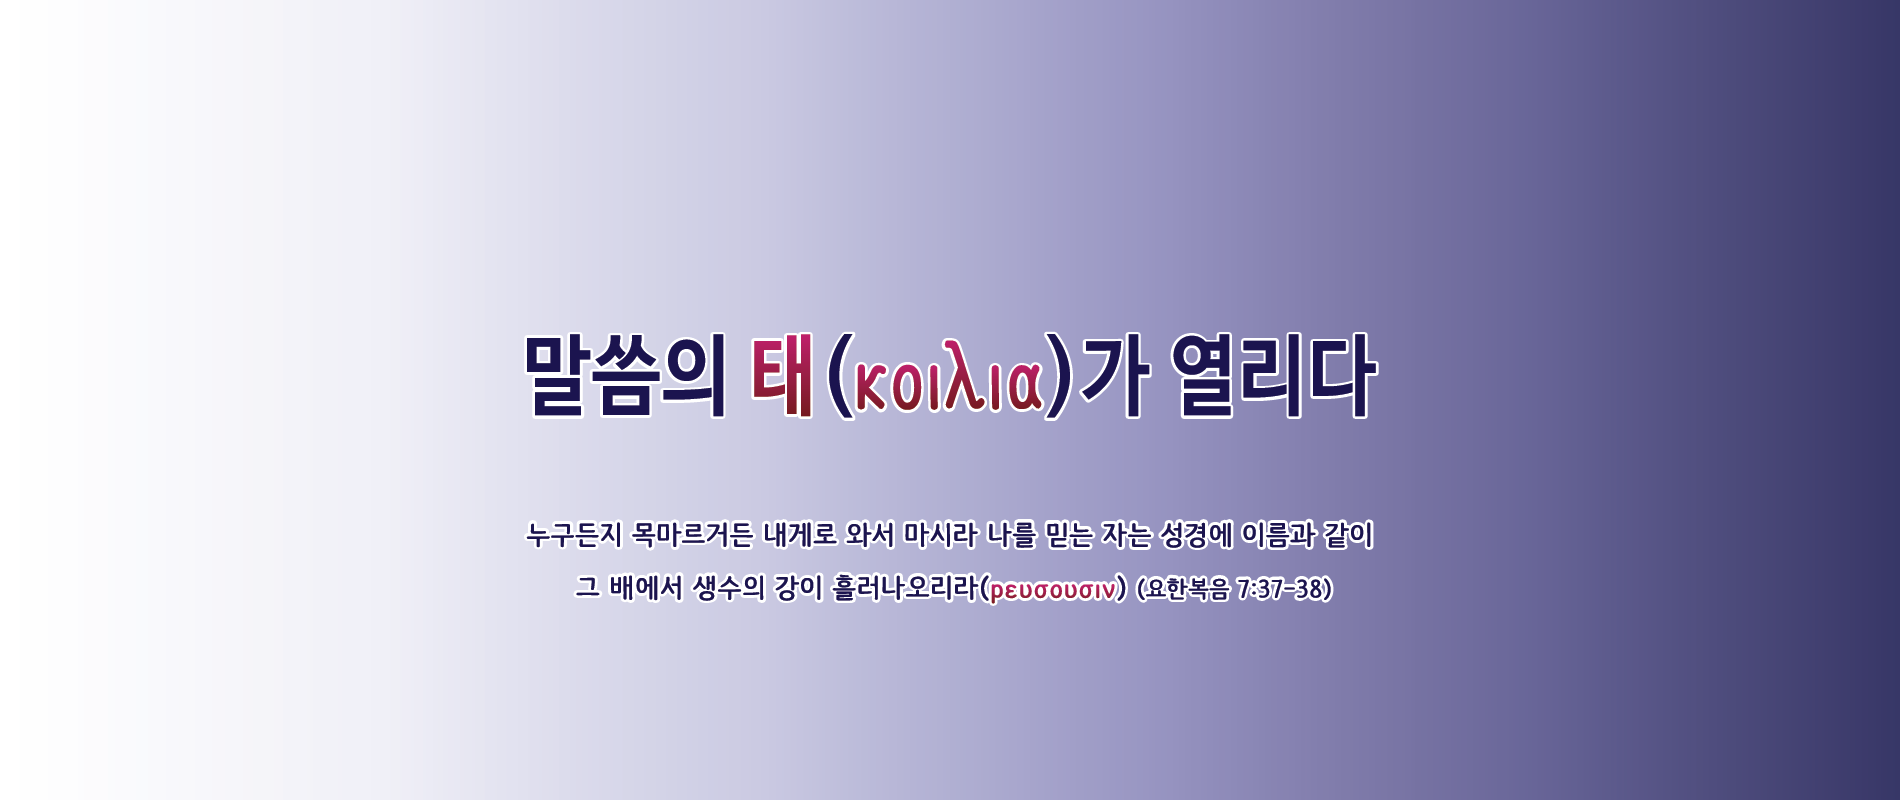 말씀의 태(κοιλια)가 열리다
누구든지 목마르거든 내게로 와서 마시라 나를 믿는 자는 성경에 이름과 같이
그 배에서 생수의 강이 흘러나오리라(ρευσουσιν) (요한복음 7:37-38)